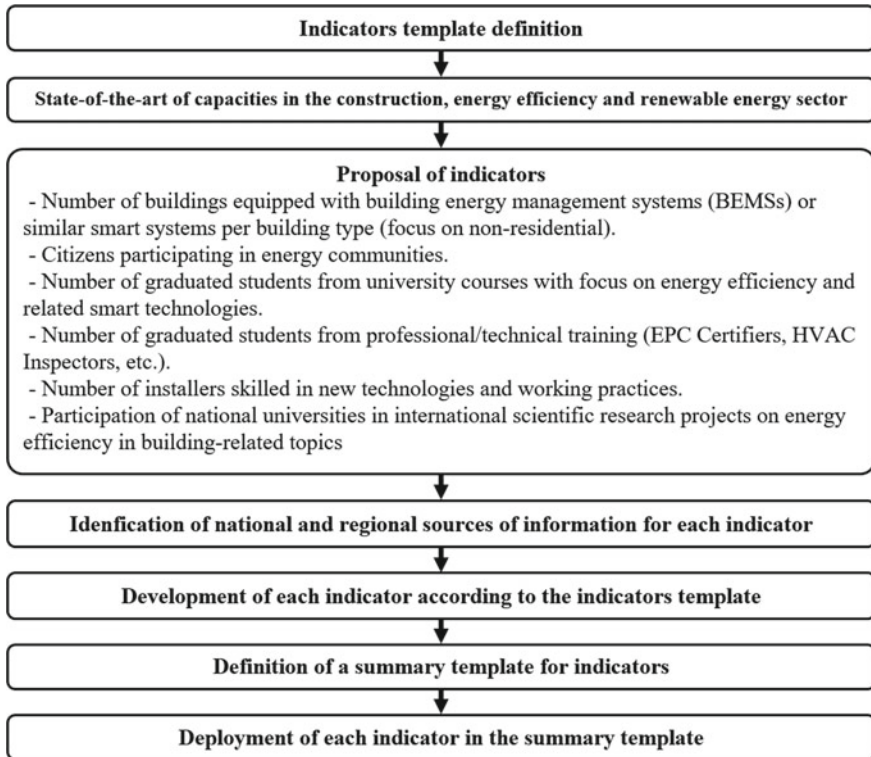 Indicators template definition
State-of-the-art of capacities in the construction, energy efficiency and renewable energy sector
Proposal of indicators
- Number of buildings equipped with building energy management systems (BEMSs) or
similar smart systems per building type (focus on non-residential).
- Citizens participating in energy communities.
- Number of graduated students from university courses with focus on energy efficiency and
related smart technologies.
- Number of graduated students from professional/technical training (EPC Certifiers, HVAC
Inspectors, etc.).
- Number of installers skilled in new technologies and working practices.
- Participation of national universities in international scientific research projects on energy
efficiency in building-related topics
Idenfication of national and regional sources of information for each indicator
Development of each indicator according to the indicators template
Definition of a summary template for indicators
Deployment of each indicator in the summary template